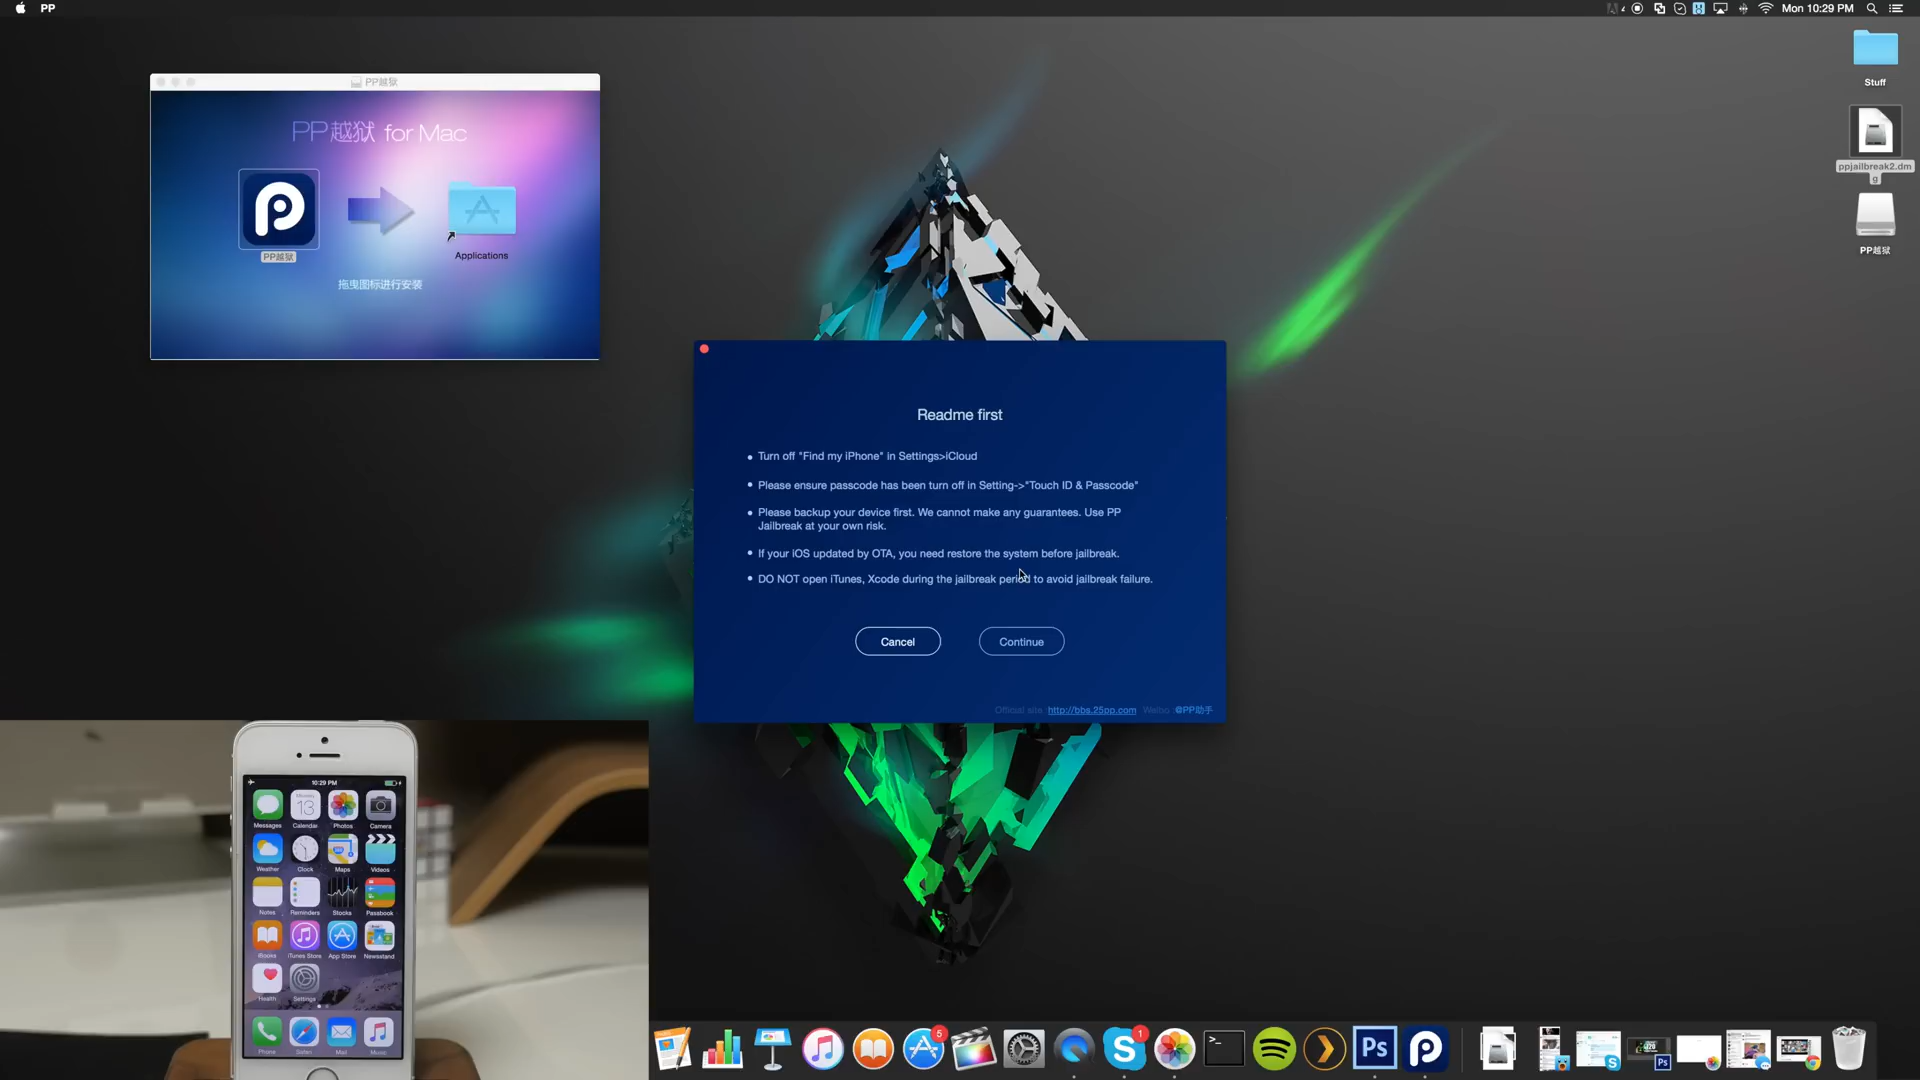 PP
Mon 10:29 PM
Stuff
ppjailbreak2.dm
g
PP越狱
PP越狱
PP越狱 for Mac
PP越狱
Applications
拖曳图标进行安装
Readme first
Turn off "Find my iPhone" in Settings>iCloud
Please ensure passcode has been turn off in Setting->"Touch ID & Passcode"
Please backup your device first. We cannot make any guarantees. Use PP
Jailbreak at your own risk.
If your iOS updated by OTA, you need restore the system before jailbreak.
DO NOT open iTunes, Xcode during the jailbreak period to avoid jailbreak failure.
Cancel
Continue
Official site http://bbs.25pp.com Weibo @PP助手
10:29 PM
Monday
13
Messages Calendar Photos Camera
Weather Clock Maps Videos
Notes Reminders Stocks Passbook
iBooks iTunes Store App Store Newsstand
Health Settings
Phone Safari Mail Music
5
1
>_
Ps
Ps